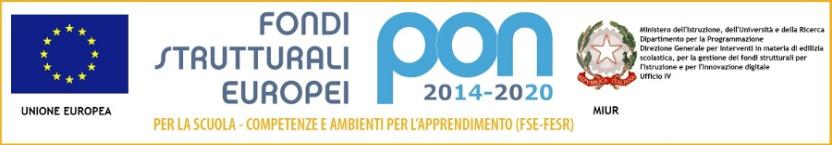 UNIONE EUROPEA
FONDI
STRUTTURALI
EUROPEI
pon
2014-2020
PER LA SCUOLA - COMPETENZE E AMBIENTI PER L'APPRENDIMENTO (FSE-FESR)
REPVBBLICA ITALIANA
MIUR
Ministero dell'Istruzione, dell'Università e della Ricerca
Dipartimento per la Programmazione
Direzione Generale per interventi in materia di edilizia
scolastica, per la gestione dei fondi strutturali per
l'istruzione e per l'innovazione digitale
Ufficio IV